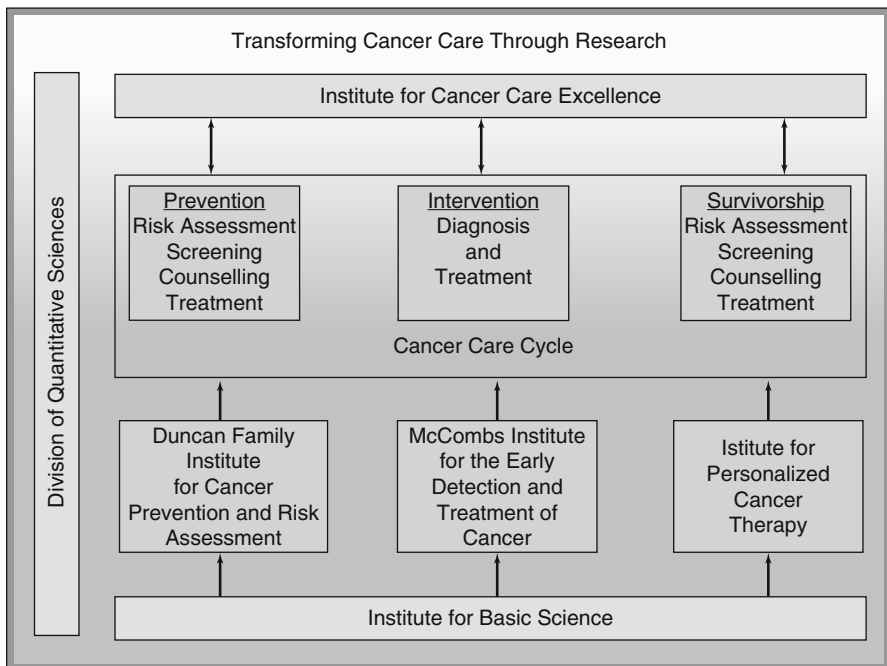 Transforming Cancer Care Through Research
Division of Quantitative Sciences
Institute for Cancer Care Excellence
Prevention
Risk Assessment
Screening
Counselling
Treatment
Intervention
Diagnosis
and
Treatment
Survivorship
Risk Assessment
Screening
Counselling
Treatment
Cancer Care Cycle
Duncan Family
Institute
for Cancer
Prevention and Risk
Assessment
McCombs Institute
for the Early
Detection and
Treatment of
Cancer
Istitute for
Personalized
Cancer
Therapy
Institute for Basic Science